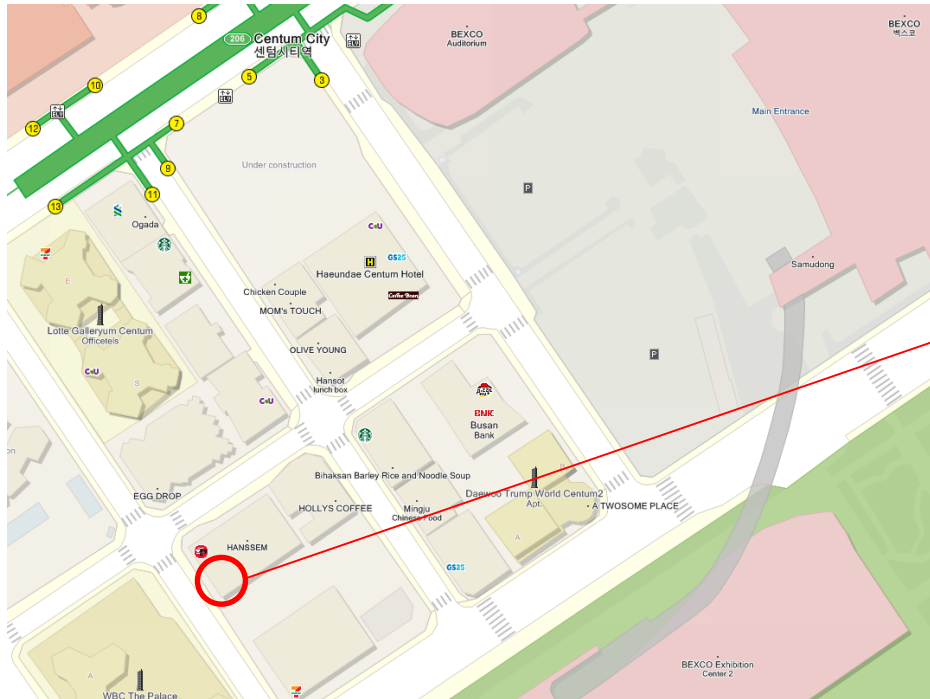 8
206
Centum City
센텀시티역
BEXCO
Auditorium
BEXCO
벡스코
10
5
3
Main Entrance
12
7
Under construction
9
11
13
P
Ogada
CU
GS25
H
Haeundae Centum Hotel
Samudong
E
Chicken Couple
Coffee Bean
MOM's TOUCH
Lotte Galleryum Centum
Officetels
OLIVE YOUNG
P
CU
S
Hansot
lunch box
CU
BNK
Busan
Bank
Bihaksan Barley Rice and Noodle Soup
EGG DROP
Daewoo Trump World Centum2
Apt.
HOLLYS COFFEE
Mingju
Chinese Food
A TWOSOME PLACE
A
HANSSEM
GS25
A
BEXCO Exhibition
Center 2
WBC The Palace